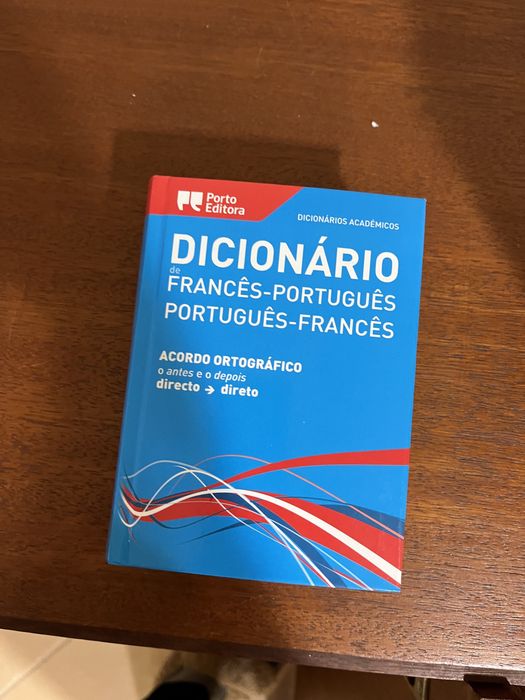 Porto
Editora
DICIONÁRIOS ACADÉMICOS
DICIONÁRIO
de
FRANCÊS-PORTUGUÊS
PORTUGUÊS-FRANCÊS
ACORDO ORTOGRÁFICO
o antes e o depois
directo → direto